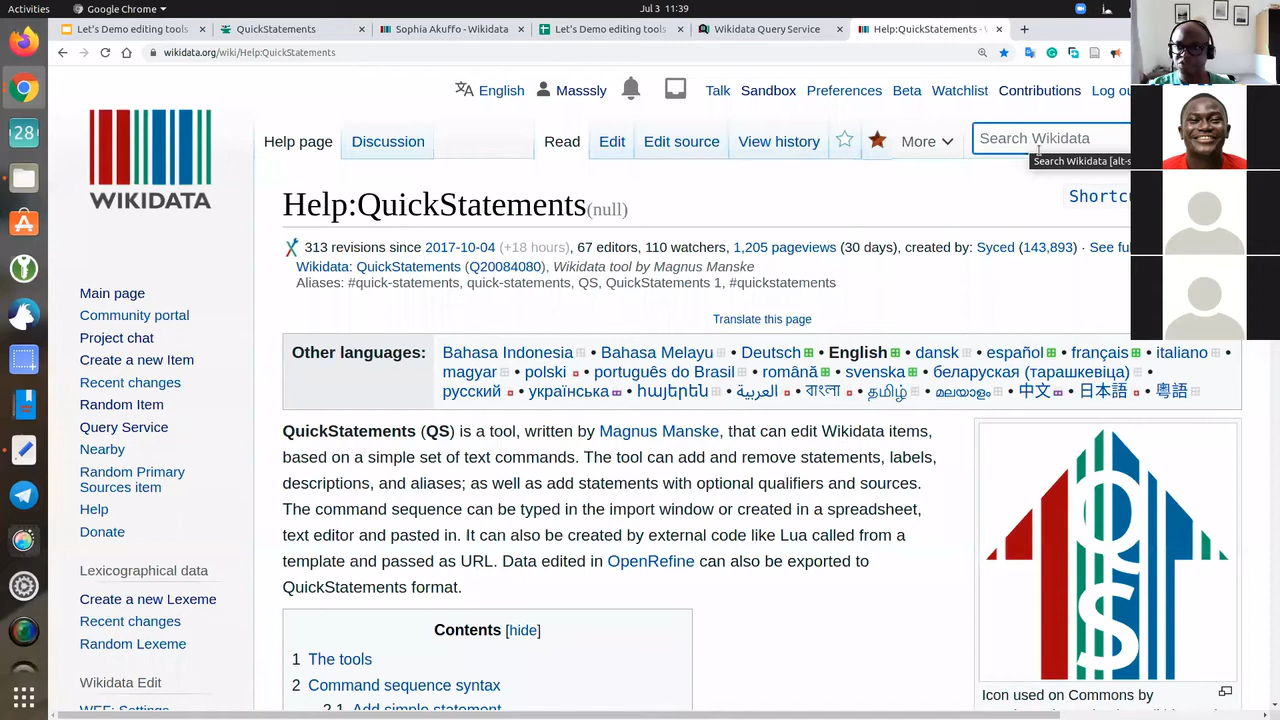 Activities Google Chrome Jul 3 11:39
Let's Demo editing tools QuickStatements Sophia Akuffo - Wikidata Let's Demo editing tools Wikidata Query Service Help:QuickStatements -
wikidata.org/wiki/Help:QuickStatements
English Masssly Talk Sandbox Preferences Beta Watchlist Contributions Log ou
Help page Discussion Read Edit Edit source View history More Search Wikidata
Search Wikidata [alt-s
WIKIDATA
Help:QuickStatements(null)
Shortc
313 revisions since 2017-10-04 (+18 hours), 67 editors, 110 watchers, 1,205 pageviews (30 days), created by: Syced (143,893) · See fu
Wikidata: QuickStatements (Q20084080), Wikidata tool by Magnus Manske
Aliases: #quick-statements, quick-statements, QS, QuickStatements 1, #quickstatements
Translate this page
Other languages: Bahasa Indonesia • Bahasa Melayu • Deutsch • English • dansk • español • français • italiano •
magyar • polski • português do Brasil • română • svenska • беларуская (тарашкевіца) •
русский • українська • հայերեն • العربية • বাংলা • தமிழ் • മലയാളം • 中文 • 日本語 • 粵語
QuickStatements (QS) is a tool, written by Magnus Manske, that can edit Wikidata items,
based on a simple set of text commands. The tool can add and remove statements, labels,
descriptions, and aliases; as well as add statements with optional qualifiers and sources.
The command sequence can be typed in the import window or created in a spreadsheet,
text editor and pasted in. It can also be created by external code like Lua called from a
template and passed as URL. Data edited in OpenRefine can also be exported to
QuickStatements format.
Contents [hide]
1 The tools
2 Command sequence syntax
2.1 Add simple statement
QS
Icon used on Commons by
Main page
Community portal
Project chat
Create a new Item
Recent changes
Random Item
Query Service
Nearby
Random Primary
Sources item
Help
Donate
Lexicographical data
Create a new Lexeme
Recent changes
Random Lexeme
Wikidata Edit
WEF: Settings
28